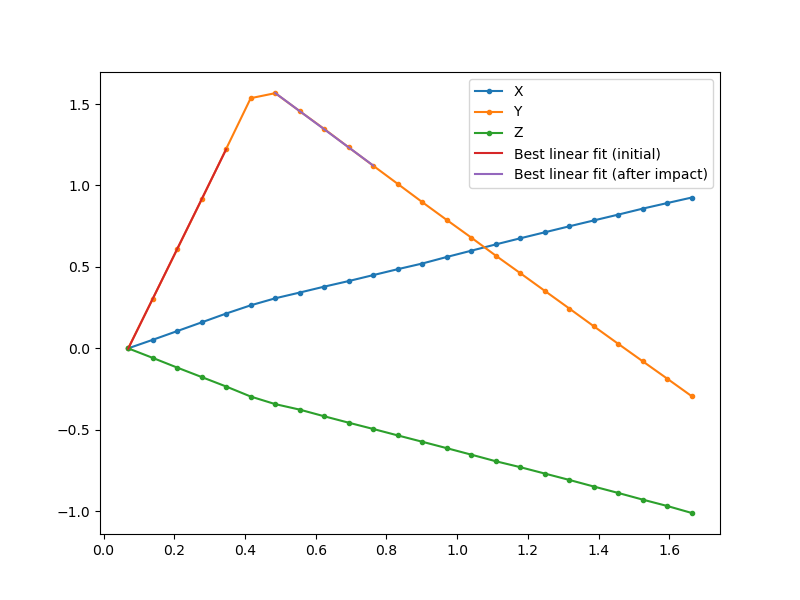 X
Y
Z
Best linear fit (initial)
Best linear fit (after impact)
1.5
1.0
0.5
0.0
−0.5
−1.0
0.0 0.2 0.4 0.6 0.8 1.0 1.2 1.4 1.6